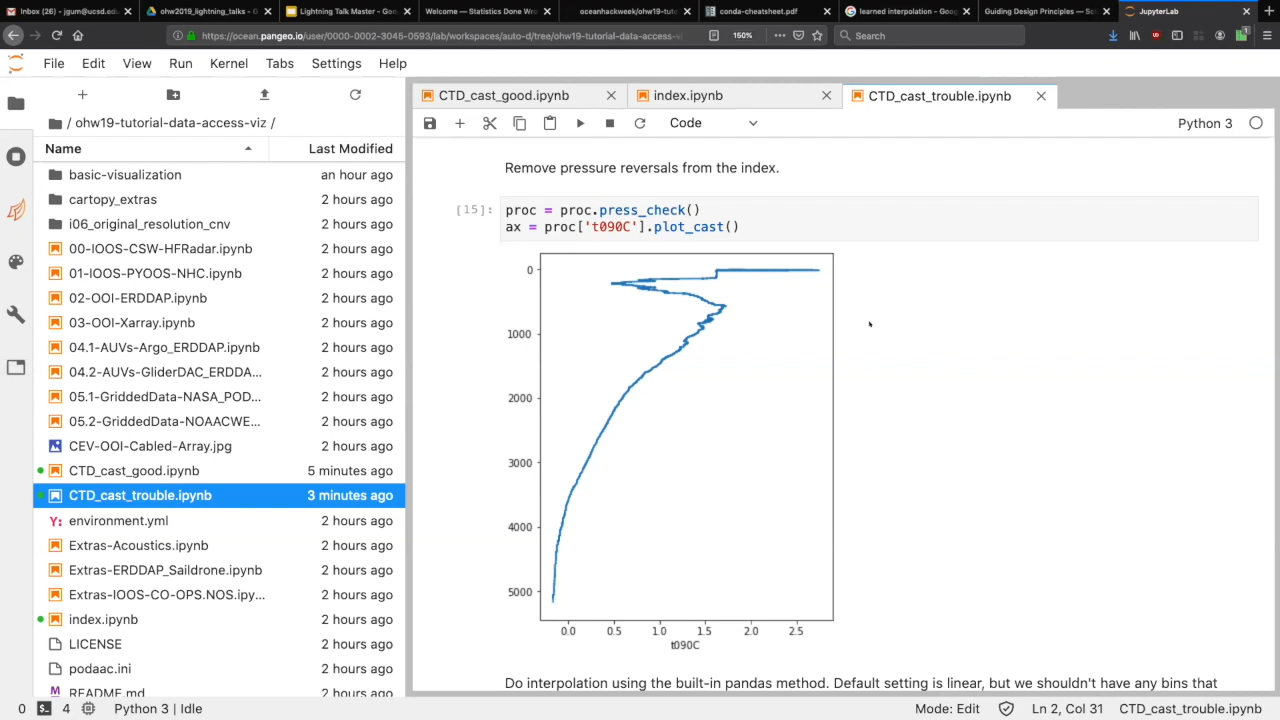 Inbox (26) - jgum@ucsd.ed
ohw2019_lightning_talks - G
Lightning Talk Master - Goo
Welcome — Statistics Done Wro
oceanhackweek/ohw19-tuto
conda-cheatsheet.pdf
learned interpolation - Goog
Guiding Design Principles — Sci
JupyterLab
https://ocean.pangeo.io/user/0000-0002-3045-0593/lab/workspaces/auto-d/tree/ohw19-tutorial-data-access-vi
150%
Search
File Edit View Run Kernel Tabs Settings Help
/ ohw19-tutorial-data-access-viz /
Name Last Modified
basic-visualization an hour ago
cartopy_extras 2 hours ago
i06_original_resolution_cnv 2 hours ago
00-IOOS-CSW-HFRadar.ipynb 2 hours ago
01-IOOS-PYOOS-NHC.ipynb 2 hours ago
02-OOI-ERDDAP.ipynb 2 hours ago
03-OOI-Xarray.ipynb 2 hours ago
04.1-AUVs-Argo_ERDDAP.ipynb 2 hours ago
04.2-AUVs-GliderDAC_ERDDA... 2 hours ago
05.1-GriddedData-NASA_POD... 2 hours ago
05.2-GriddedData-NOAACWE... 2 hours ago
CEV-OOI-Cabled-Array.jpg 2 hours ago
CTD_cast_good.ipynb 5 minutes ago
CTD_cast_trouble.ipynb 3 minutes ago
Y: environment.yml 2 hours ago
Extras-Acoustics.ipynb 2 hours ago
Extras-ERDDAP_Saildrone.ipynb 2 hours ago
Extras-IOOS-CO-OPS.NOS.ipy... 2 hours ago
index.ipynb 2 hours ago
LICENSE 2 hours ago
podaac.ini 2 hours ago
M README.md 2 hours ago
CTD_cast_good.ipynb
index.ipynb
CTD_cast_trouble.ipynb
Code
Python 3
Remove pressure reversals from the index.
[15]:
proc = proc.press_check()
ax = proc['t090C'].plot_cast()
0
1000
2000
3000
4000
5000
0.0 0.5 1.0 1.5 2.0 2.5
t090C
Do interpolation using the built-in pandas method. Default setting is linear, but we shouldn't have any bins that
0 4 Python 3 | Idle
Mode: Edit Ln 2, Col 31 CTD_cast_trouble.ipynb